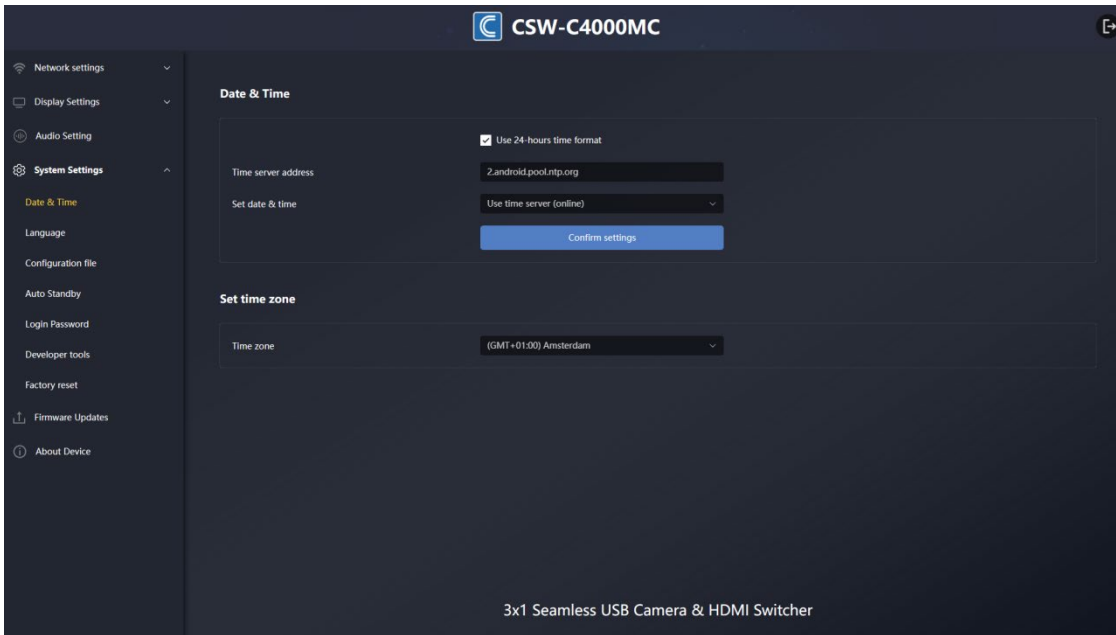 CSW-C4000MC
Network settings
Display Settings
Audio Setting
System Settings
Date & Time
Language
Configuration file
Auto Standby
Login Password
Developer tools
Factory reset
Firmware Updates
About Device
Date & Time
Use 24-hours time format
Time server address 2.android.pool.ntp.org
Set date & time Use time server (online)
Confirm settings
Set time zone
Time zone (GMT+01:00) Amsterdam
3x1 Seamless USB Camera & HDMI Switcher